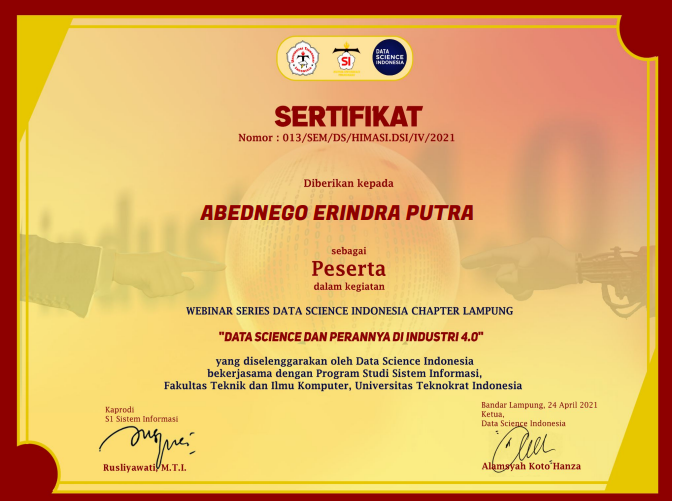 SI
DATA
SCIENCE
INDONESIA
SERTIFIKAT
Nomor : 013/SEM/DS/HIMASI.DSI/IV/2021
Diberikan kepada
ABEDNEGO ERINDRA PUTRA
sebagai
Peserta
dalam kegiatan
WEBINAR SERIES DATA SCIENCE INDONESIA CHAPTER LAMPUNG
"DATA SCIENCE DAN PERANNYA DI INDUSTRI 4.0"
yang diselenggarakan oleh Data Science Indonesia
bekerjasama dengan Program Studi Sistem Informasi,
Fakultas Teknik dan Ilmu Komputer, Universitas Teknokrat Indonesia
Kaprodi
S1 Sistem Informasi
Rusliyawati, M.T.I.
Bandar Lampung, 24 April 2021
Ketua,
Data Science Indonesia
Alamsyah Koto Hanza